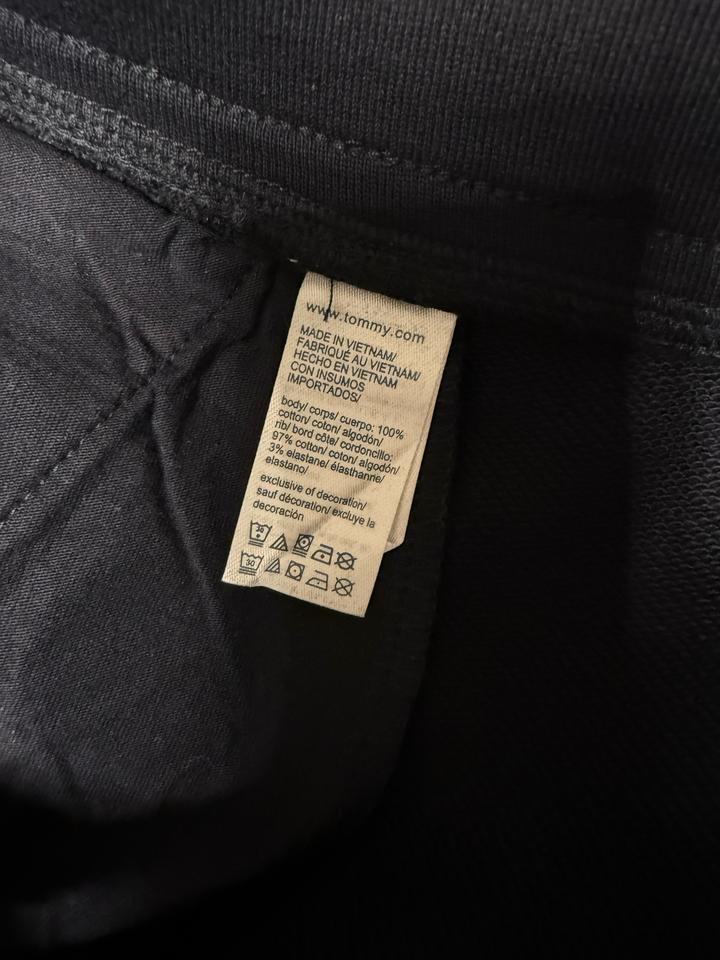 www.tommy.com
MADE IN VIETNAM/
FABRIQUÉ AU VIETNAM/
HECHO EN VIETNAM
CON INSUMOS
IMPORTADOS/
body/ corps/ cuerpo: 100%
cotton/ coton/ algodón/
rib/ bord côte/ cordoncillo:
97% cotton/ coton/ algodón/
3% elastane/ élasthanne/
elastano/
exclusive of decoration/
sauf décoration/ excluye la
decoración
30
30